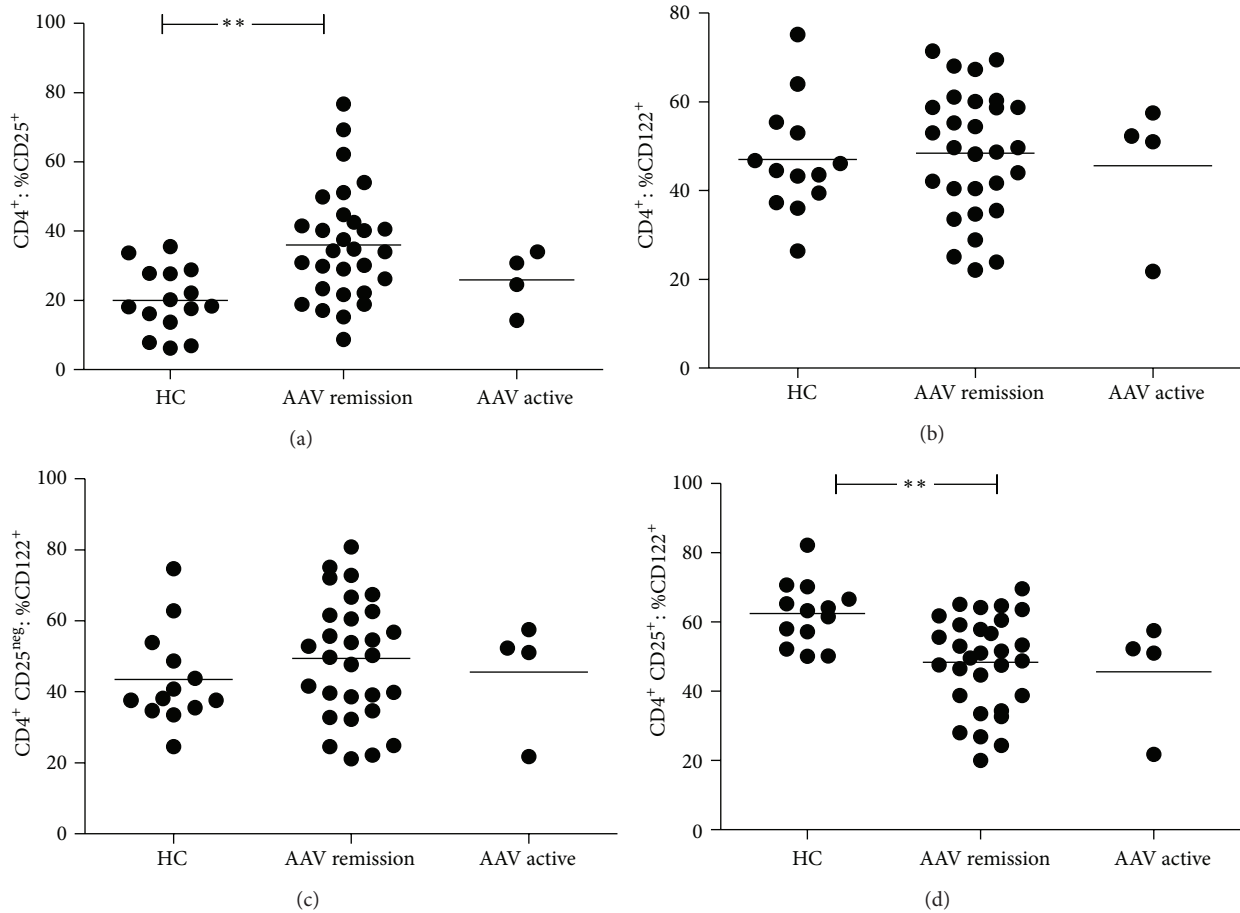 CD4⁺: %CD25⁺
100
80
60
40
20
0
**
HC
AAV remission
AAV active
(a)
CD4⁺: %CD122⁺
80
60
40
20
0
HC
AAV remission
AAV active
(b)
CD4⁺ CD25ⁿᵉᵍ: %CD122⁺
100
80
60
40
20
0
HC
AAV remission
AAV active
(c)
CD4⁺ CD25⁺: %CD122⁺
100
80
60
40
20
0
**
HC
AAV remission
AAV active
(d)